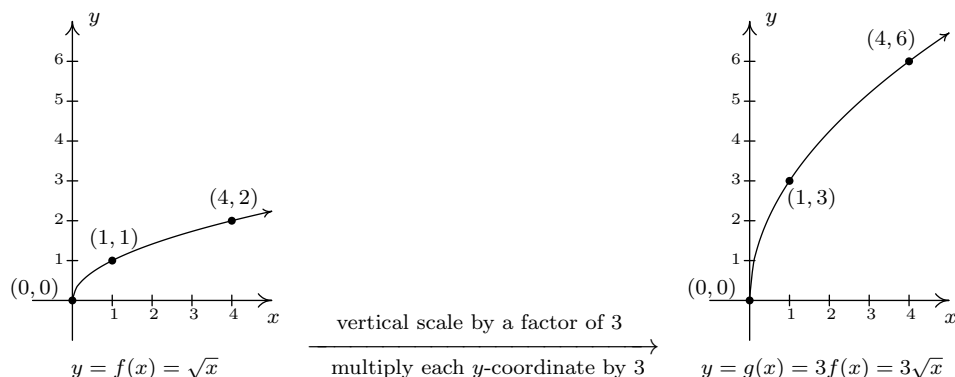 y
6
5
4
3
2
1
(4, 2)
(1, 1)
(0, 0)
1 2 3 4 x
y = f(x) = √x
vertical scale by a factor of 3
multiply each y-coordinate by 3
y
6
5
4
3
2
1
(4, 6)
(1, 3)
(0, 0)
1 2 3 4 x
y = g(x) = 3f(x) = 3√x